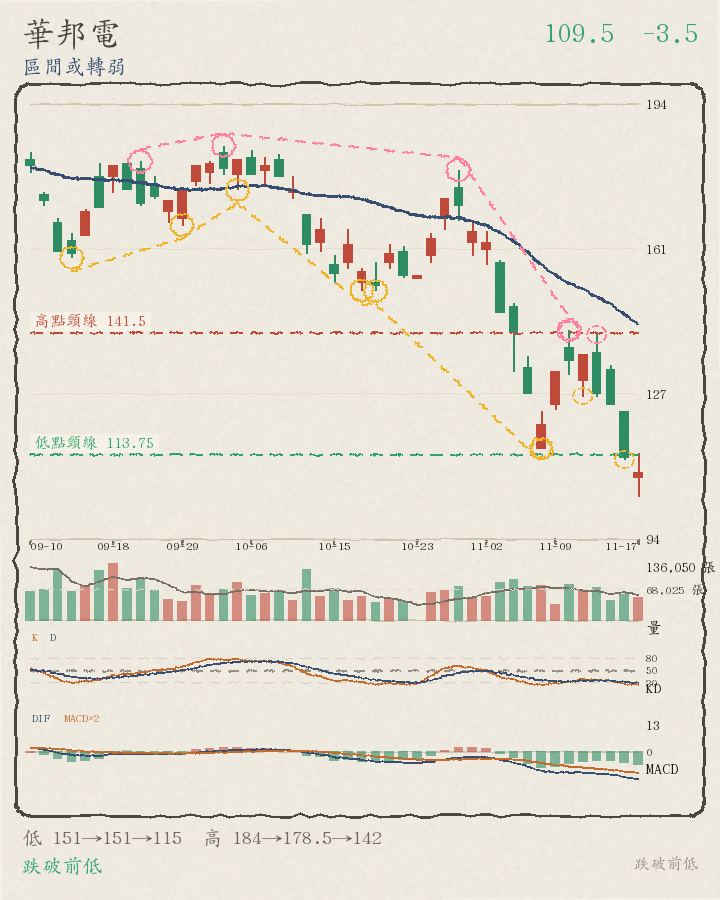 華邦電
109.5 -3.5
區間或轉弱
194
161
高點頸線 141.5
127
低點頸線 113.75
94
09-10 09-18 09-29 10-06 10-15 10-23 11-02 11-09 11-17
136,050 張
68,025 張
量
K D
80
50
20
KD
DIF MACD×2
13
0
MACD
低 151→151→115 高 184→178.5→142
跌破前低
跌破前低